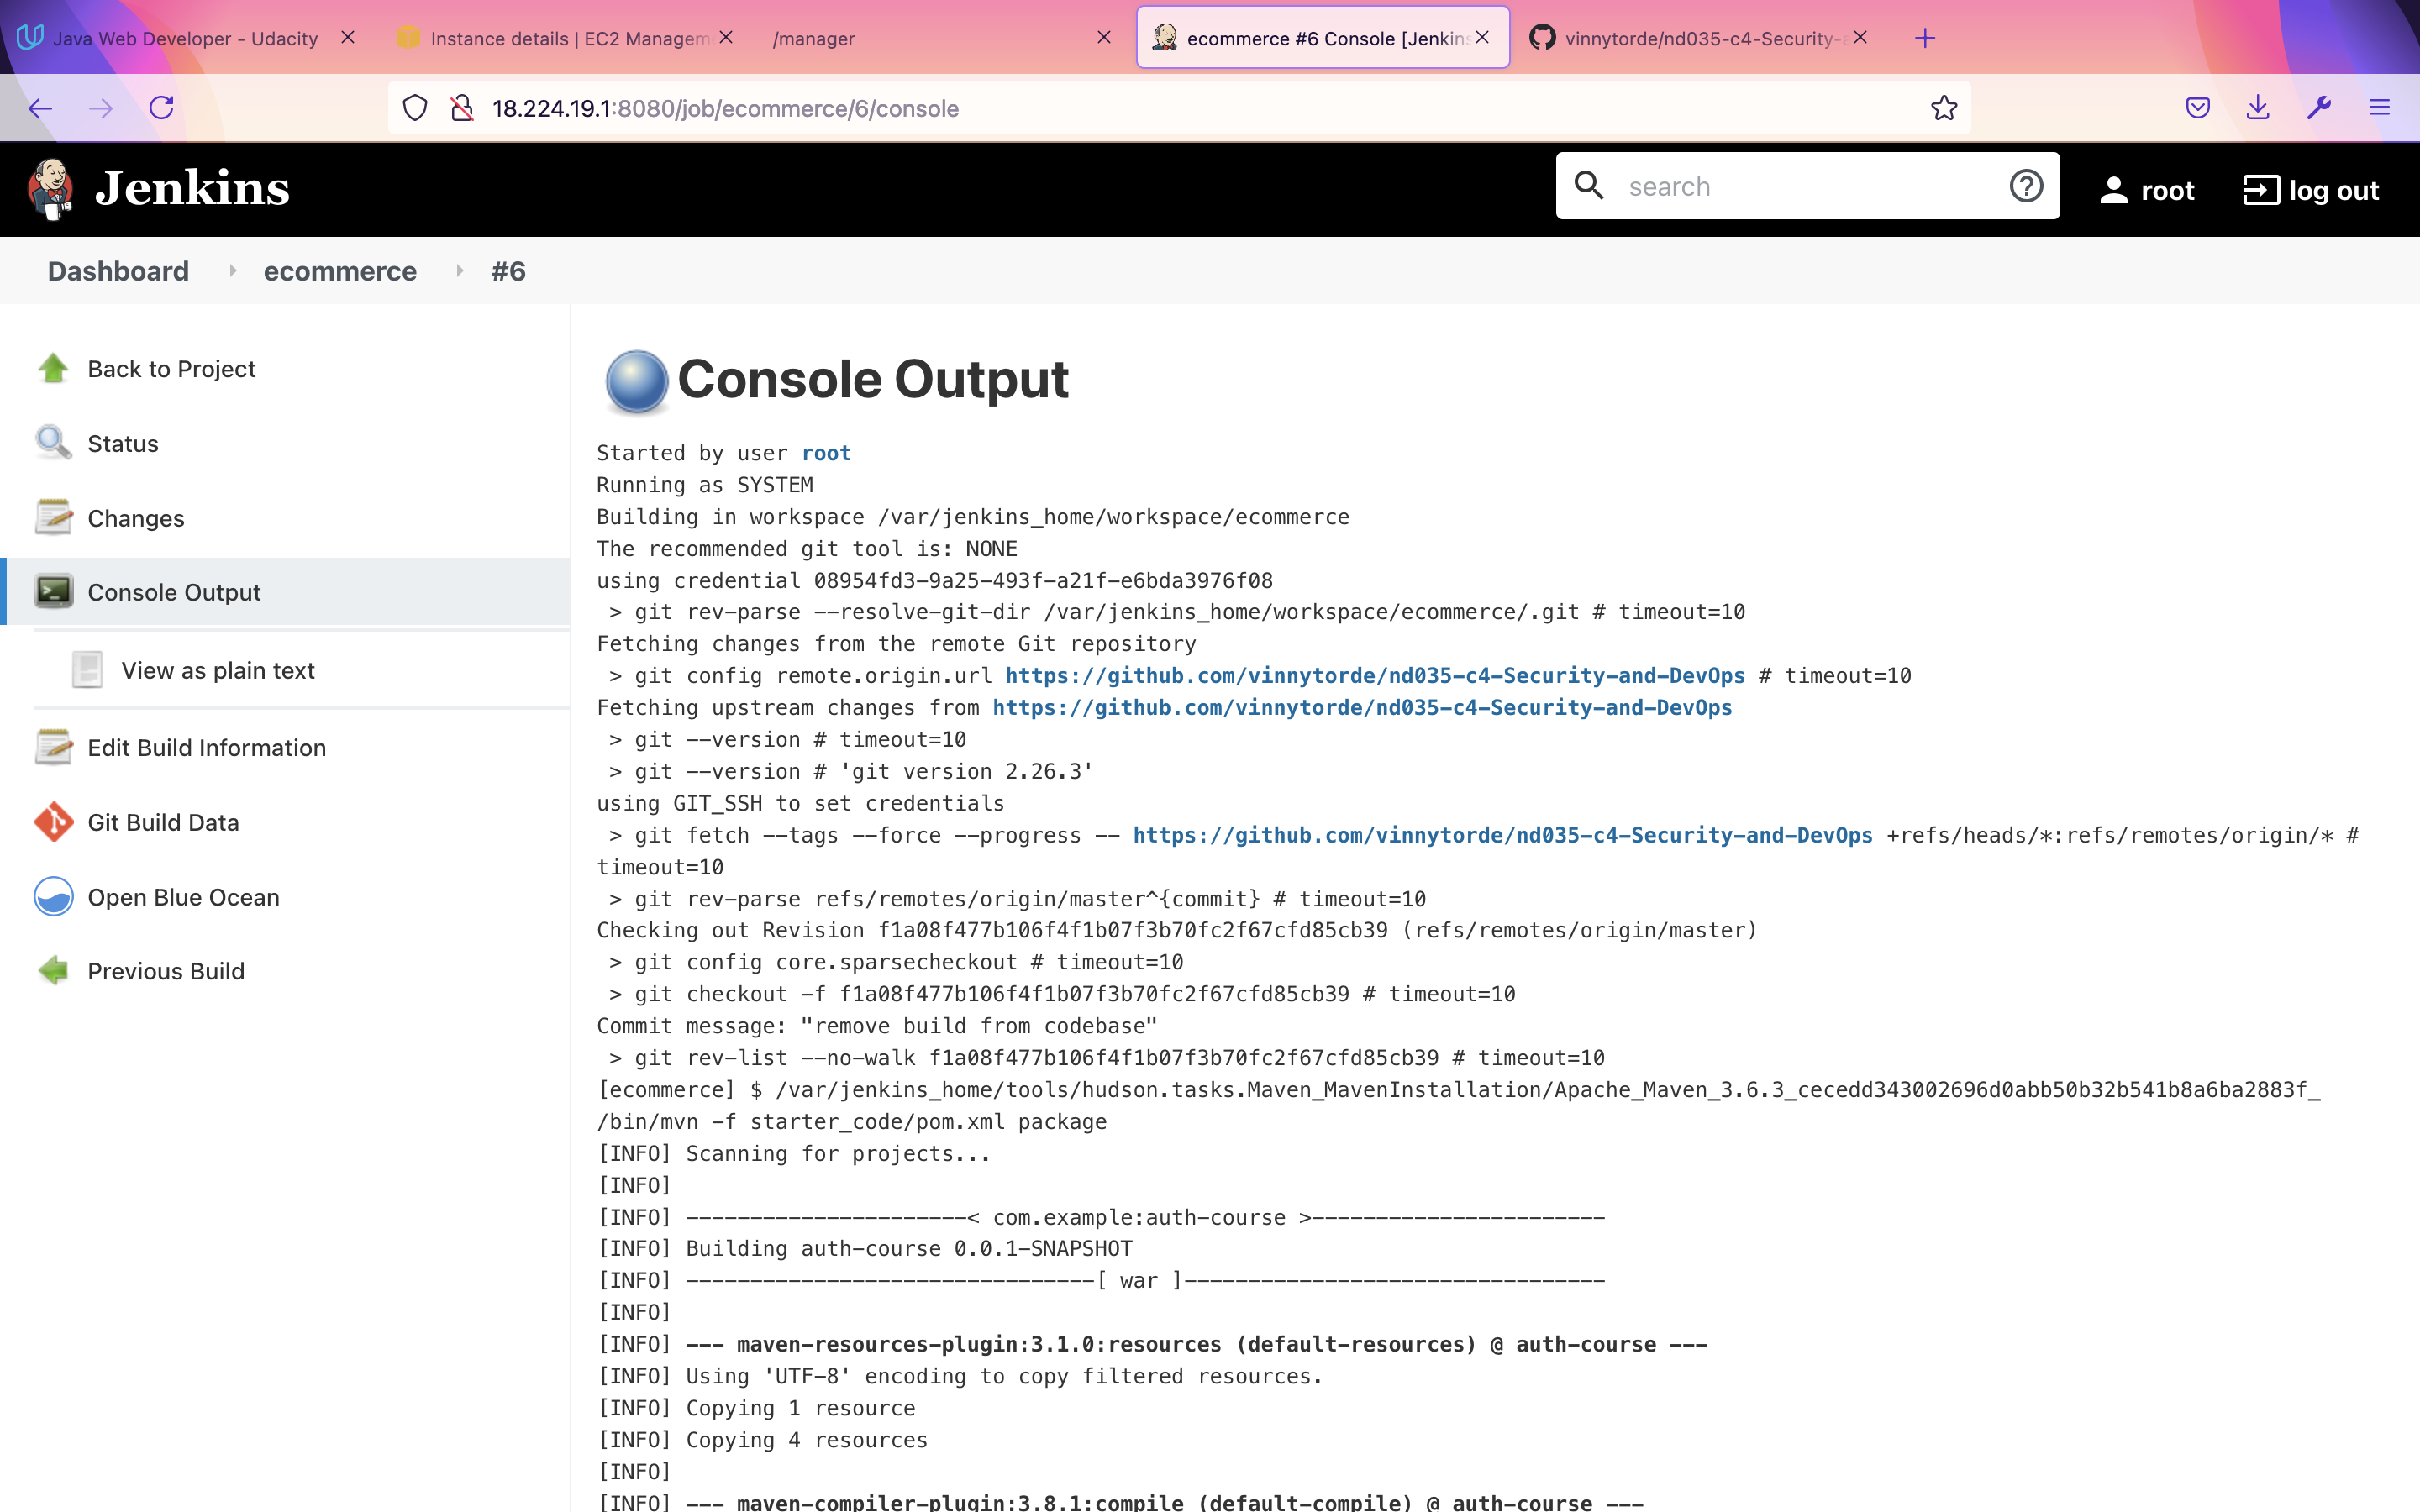 Java Web Developer - Udacity
Instance details | EC2 Managem
/manager
ecommerce #6 Console [Jenkins
vinnytorde/nd035-c4-Security-a
18.224.19.1:8080/job/ecommerce/6/console
Jenkins
search
root
log out
Dashboard
ecommerce
#6
Back to Project
Status
Changes
Console Output
View as plain text
Edit Build Information
Git Build Data
Open Blue Ocean
Previous Build
Console Output
Started by user root
Running as SYSTEM
Building in workspace /var/jenkins_home/workspace/ecommerce
The recommended git tool is: NONE
using credential 08954fd3-9a25-493f-a21f-e6bda3976f08
> git rev-parse --resolve-git-dir /var/jenkins_home/workspace/ecommerce/.git # timeout=10
Fetching changes from the remote Git repository
> git config remote.origin.url https://github.com/vinnytorde/nd035-c4-Security-and-DevOps # timeout=10
Fetching upstream changes from https://github.com/vinnytorde/nd035-c4-Security-and-DevOps
> git --version # timeout=10
> git --version # 'git version 2.26.3'
using GIT_SSH to set credentials
> git fetch --tags --force --progress -- https://github.com/vinnytorde/nd035-c4-Security-and-DevOps +refs/heads/*:refs/remotes/origin/* #
timeout=10
> git rev-parse refs/remotes/origin/master^{commit} # timeout=10
Checking out Revision f1a08f477b106f4f1b07f3b70fc2f67cfd85cb39 (refs/remotes/origin/master)
> git config core.sparsecheckout # timeout=10
> git checkout -f f1a08f477b106f4f1b07f3b70fc2f67cfd85cb39 # timeout=10
Commit message: "remove build from codebase"
> git rev-list --no-walk f1a08f477b106f4f1b07f3b70fc2f67cfd85cb39 # timeout=10
[ecommerce] $ /var/jenkins_home/tools/hudson.tasks.Maven_MavenInstallation/Apache_Maven_3.6.3_cecedd343002696d0abb50b32b541b8a6ba2883f_
/bin/mvn -f starter_code/pom.xml package
[INFO] Scanning for projects...
[INFO]
[INFO] ----------------------< com.example:auth-course >-----------------------
[INFO] Building auth-course 0.0.1-SNAPSHOT
[INFO] --------------------------------[ war ]---------------------------------
[INFO]
[INFO] --- maven-resources-plugin:3.1.0:resources (default-resources) @ auth-course ---
[INFO] Using 'UTF-8' encoding to copy filtered resources.
[INFO] Copying 1 resource
[INFO] Copying 4 resources
[INFO]
[INFO] --- maven-compiler-plugin:3.8.1:compile (default-compile) @ auth-course ---